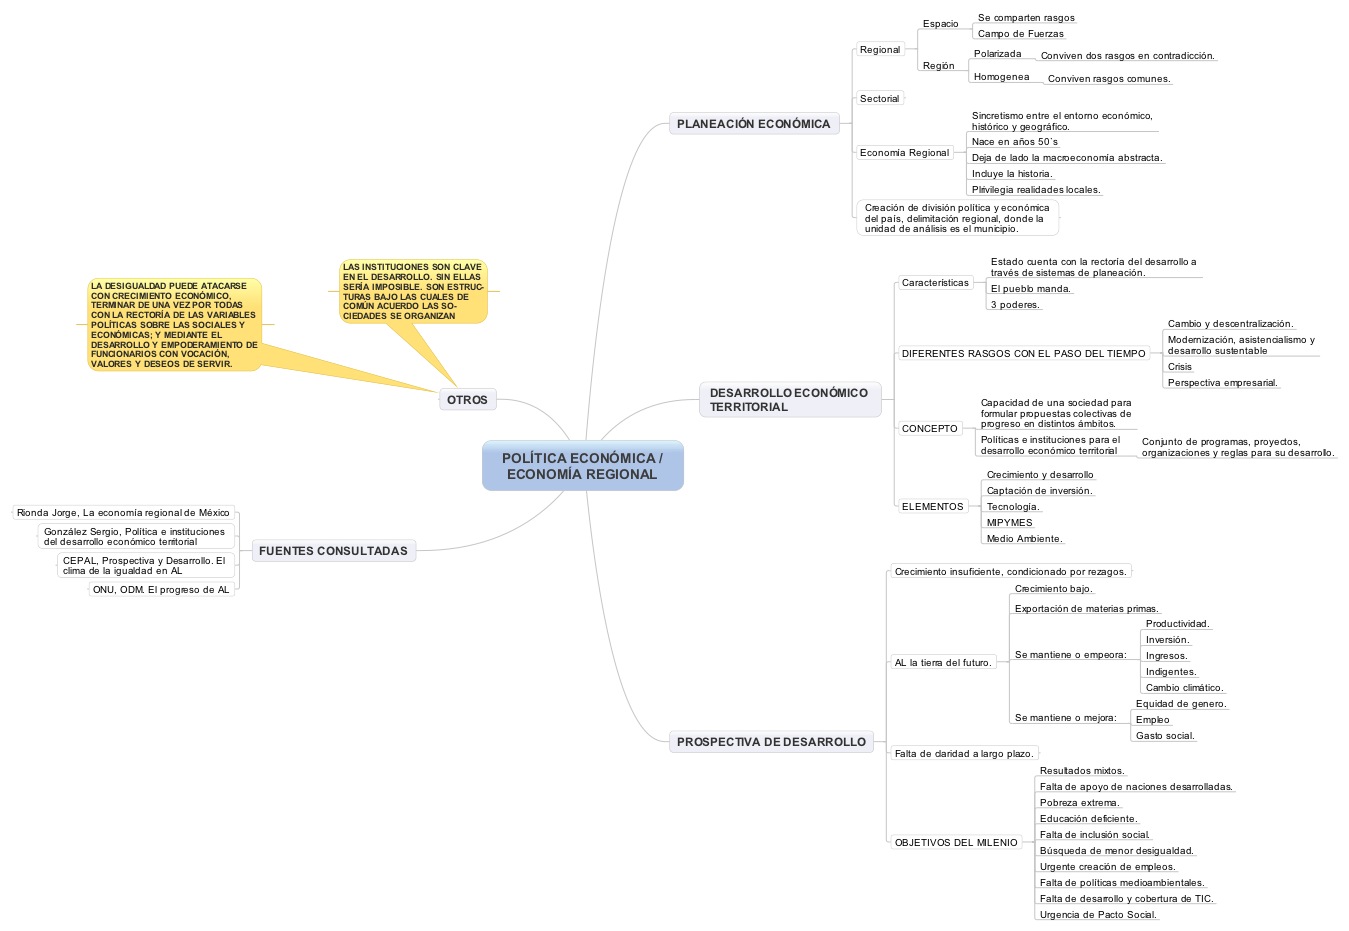 POLÍTICA ECONÓMICA /
ECONOMÍA REGIONAL
PLANEACIÓN ECONÓMICA
Regional
Espacio
Se comparten rasgos
Campo de Fuerzas
Región
Polarizada
Conviven dos rasgos en contradicción.
Homogenea
Conviven rasgos comunes.
Sectorial
Economía Regional
Sincretismo entre el entorno económico,
histórico y geográfico.
Nace en años 50´s
Deja de lado la macroeconomía abstracta.
Incluye la historia.
PIrivilegia realidades locales.
Creación de división política y económica
del país, delimitación regional, donde la
unidad de análisis es el municipio.
DESARROLLO ECONÓMICO
TERRITORIAL
Características
Estado cuenta con la rectoría del desarrollo a
través de sistemas de planeación.
El pueblo manda.
3 poderes.
DIFERENTES RASGOS CON EL PASO DEL TIEMPO
Cambio y descentralización.
Modernización, asistencialismo y
desarrollo sustentable
Crisis
Perspectiva empresarial.
CONCEPTO
Capacidad de una sociedad para
formular propuestas colectivas de
progreso en distintos ámbitos.
Políticas e instituciones para el
desarrollo económico territorial
Conjunto de programas, proyectos,
organizaciones y reglas para su desarrollo.
ELEMENTOS
Crecimiento y desarrollo
Captación de inversión.
Tecnología.
MIPYMES
Medio Ambiente.
PROSPECTIVA DE DESARROLLO
Crecimiento insuficiente, condicionado por rezagos.
AL la tierra del futuro.
Crecimiento bajo.
Exportación de materias primas.
Se mantiene o empeora:
Productividad.
Inversión.
Ingresos.
Indigentes.
Cambio climático.
Se mantiene o mejora:
Equidad de genero.
Empleo
Gasto social.
Falta de claridad a largo plazo.
OBJETIVOS DEL MILENIO
Resultados mixtos.
Falta de apoyo de naciones desarrolladas.
Pobreza extrema.
Educación deficiente.
Falta de inclusión social.
Búsqueda de menor desigualdad.
Urgente creación de empleos.
Falta de políticas medioambientales.
Falta de desarrollo y cobertura de TIC.
Urgencia de Pacto Social.
FUENTES CONSULTADAS
Rionda Jorge, La economía regional de México
González Sergio, Política e instituciones
del desarrollo económico territorial
CEPAL, Prospectiva y Desarrollo. El
clima de la igualdad en AL
ONU, ODM. El progreso de AL
OTROS
LA DESIGUALDAD PUEDE ATACARSE
CON CRECIMIENTO ECONÓMICO,
TERMINAR DE UNA VEZ POR TODAS
CON LA RECTORÍA DE LAS VARIABLES
POLÍTICAS SOBRE LAS SOCIALES Y
ECONÓMICAS; Y MEDIANTE EL
DESARROLLO Y EMPODERAMIENTO DE
FUNCIONARIOS CON VOCACIÓN,
VALORES Y DESEOS DE SERVIR.
LAS INSTITUCIONES SON CLAVE
EN EL DESARROLLO. SIN ELLAS
SERÍA IMPOSIBLE. SON ESTRUC-
TURAS BAJO LAS CUALES DE
COMÚN ACUERDO LAS SO-
CIEDADES SE ORGANIZAN